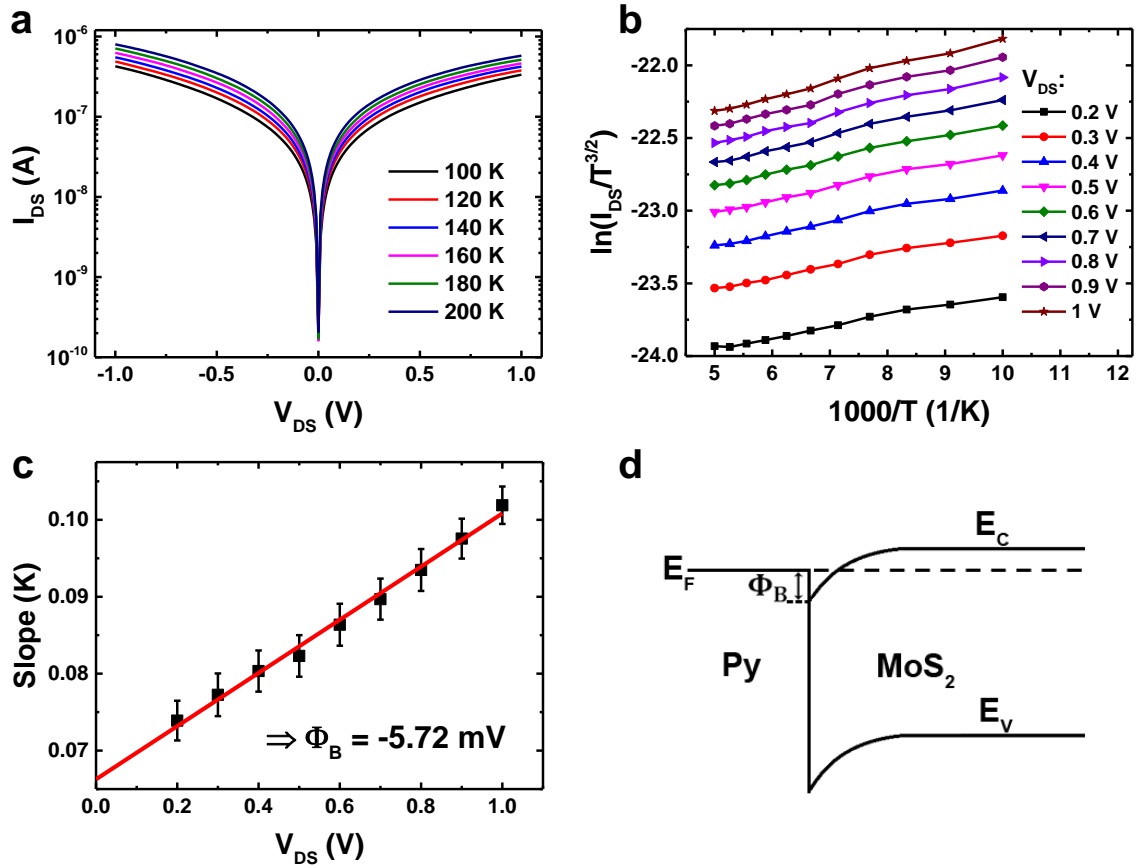 a
10⁻⁶
10⁻⁷
10⁻⁸
10⁻⁹
10⁻¹⁰
I_DS (A)
100 K
120 K
140 K
160 K
180 K
200 K
-1.0 -0.5 0.0 0.5 1.0
V_DS (V)
b
-22.0
-22.5
-23.0
-23.5
-24.0
ln(I_DS/T^3/2)
V_DS:
0.2 V
0.3 V
0.4 V
0.5 V
0.6 V
0.7 V
0.8 V
0.9 V
1 V
5 6 7 8 9 10 11 12
1000/T (1/K)
c
0.10
0.09
0.08
0.07
Slope (K)
⇒ Φ_B = -5.72 mV
0.0 0.2 0.4 0.6 0.8 1.0
V_DS (V)
d
E_C
E_F
Φ_B
Py
MoS₂
E_V